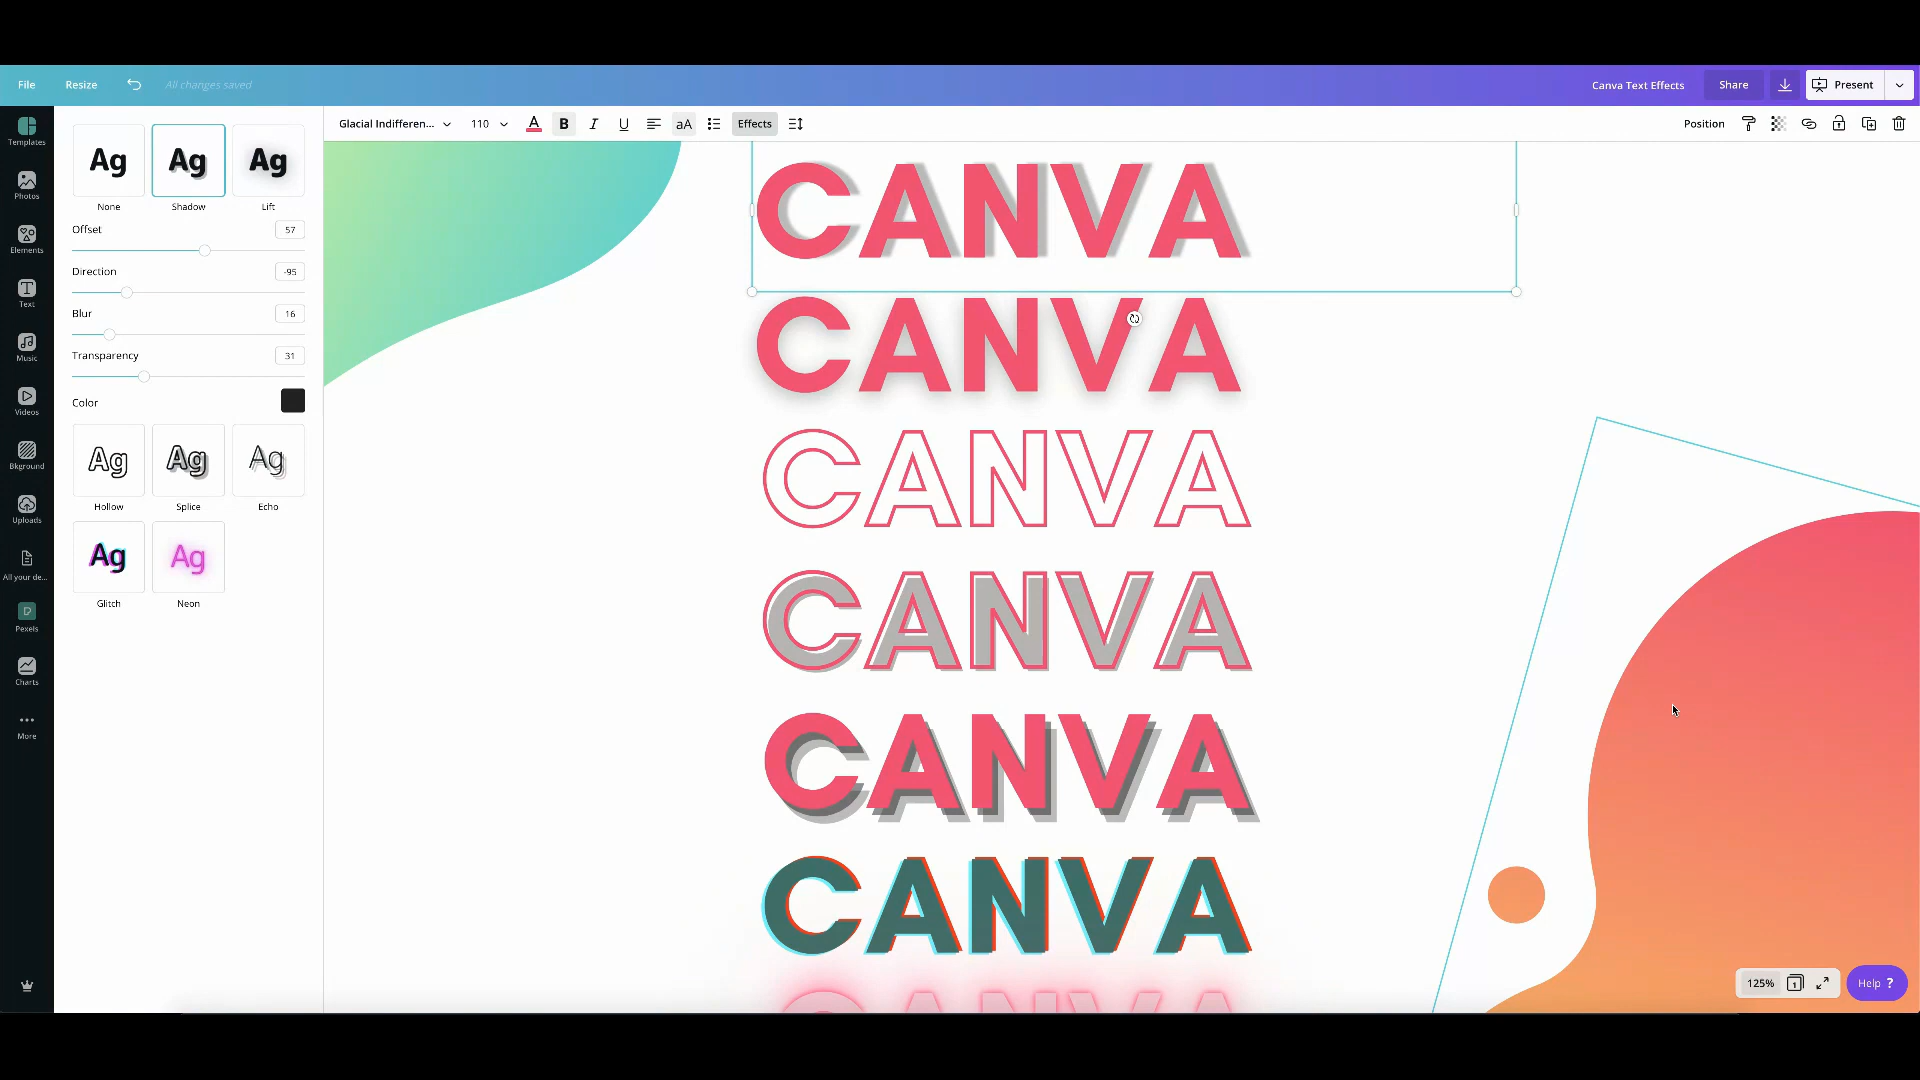 File Resize All changes saved Canva Text Effects Share Present
Glacial Indifferen... 110 A B I U aA Effects Position
Templates
Photos
Elements
Text
Music
Videos
Bkground
Uploads
All your de...
Pexels
Charts
More
Ag Ag Ag
None Shadow Lift
Offset 57
Direction -95
Blur 16
Transparency 31
Color
Ag Ag Ag
Hollow Splice Echo
Ag Ag
Glitch Neon
CANVA
CANVA
CANVA
CANVA
CANVA
CANVA
CANVA
125% 1 Help ?